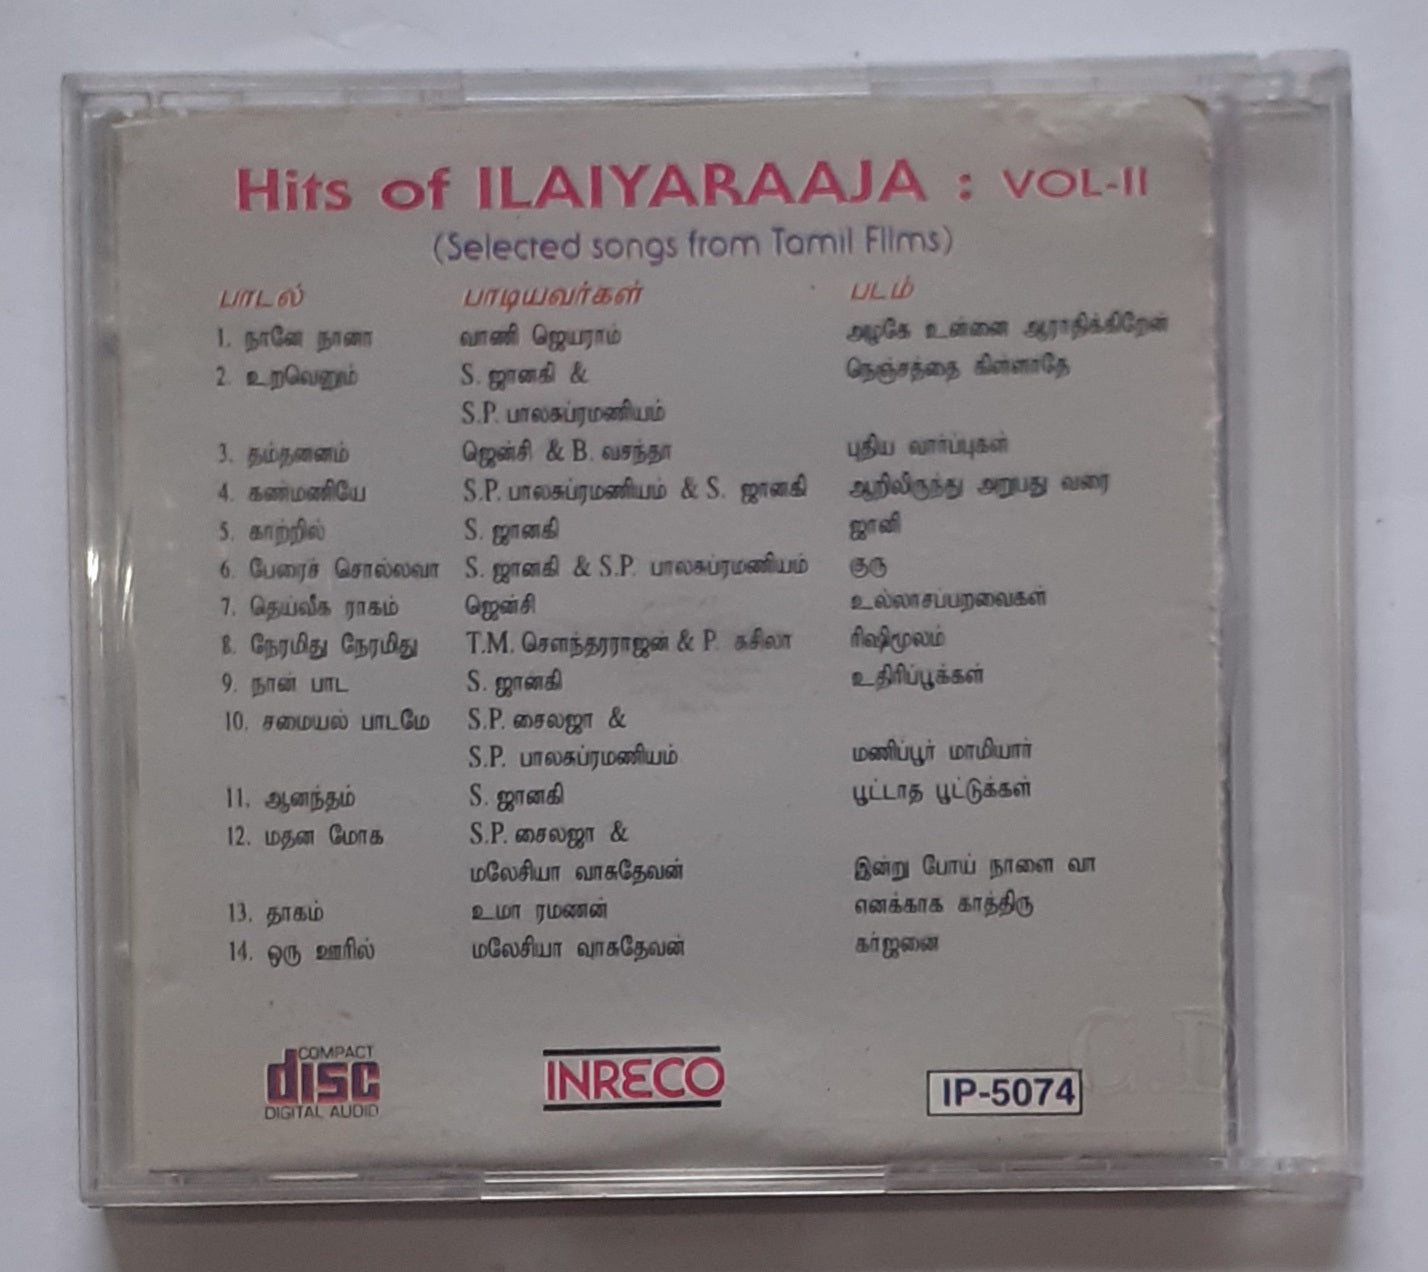 Hits of ILAIYARAAJA : VOL-II
(Selected songs from Tamil Films)
பாடல் பாடியவர்கள் படம்
1. நானே நானா வாணி ஜெயராம் அழகே உன்னை ஆராதிக்கிறேன்
2. உறவெனும் S. ஜானகி & நெஞ்சத்தை கிள்ளாதே
S.P. பாலசுப்ரமணியம்
3. தம்தனனம் ஜென்சி & B. வசந்தா புதிய வார்ப்புகள்
4. கண்மணியே S.P. பாலசுப்ரமணியம் & S. ஜானகி ஆறிலிருந்து அறுபது வரை
5. காற்றில் S. ஜானகி ஜானி
6. பேரைச் சொல்லவா S. ஜானகி & S.P. பாலசுப்ரமணியம் குரு
7. தெய்வீக ராகம் ஜென்சி உல்லாசப்பறவைகள்
8. நேரமிது நேரமிது T.M. சௌந்தரராஜன் & P. சுசிலா ரிஷிமூலம்
9. நான் பாட S. ஜானகி உதிரிப்பூக்கள்
10. சமையல் பாடமே S.P. சைலஜா &
S.P. பாலசுப்ரமணியம் மணிப்பூர் மாமியார்
11. ஆனந்தம் S. ஜானகி பூட்டாத பூட்டுக்கள்
12. மதன மோக S.P. சைலஜா &
மலேசியா வாசுதேவன் இன்று போய் நாளை வா
13. தாகம் உமா ரமணன் எனக்காக காத்திரு
14. ஒரு ஊரில் மலேசியா வாசுதேவன் கர்ஜனை
COMPACT
disc
DIGITAL AUDIO
INRECO
IP-5074
C.D